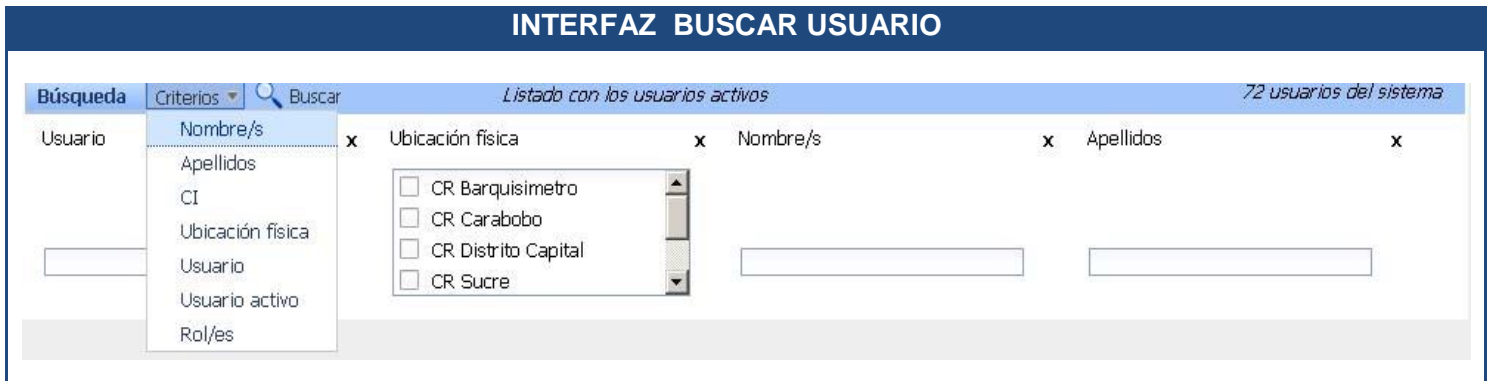 INTERFAZ BUSCAR USUARIO
Búsqueda Criterios Buscar Listado con los usuarios activos 72 usuarios del sistema
Usuario x Ubicación física x Nombre/s x Apellidos x
Nombre/s
Apellidos
CI
Ubicación física
Usuario
Usuario activo
Rol/es
CR Barquisimetro
CR Carabobo
CR Distrito Capital
CR Sucre